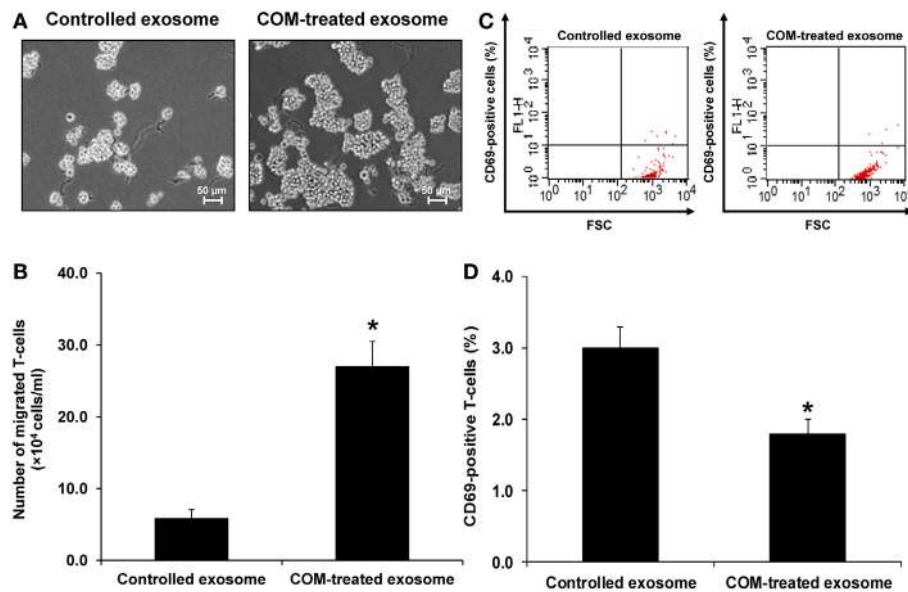 A
Controlled exosome
COM-treated exosome
50 µm
50 µm
B
Number of migrated T-cells
(×10⁴ cells/ml)
40.0
30.0
20.0
10.0
0.0
*
Controlled exosome
COM-treated exosome
C
Controlled exosome
CD69-positive cells (%)
FL1-H
10⁴
10³
10²
10¹
10⁰
10⁰ 10¹ 10² 10³ 10⁴
FSC
COM-treated exosome
CD69-positive cells (%)
FL1-H
10⁴
10³
10²
10¹
10⁰
10⁰ 10¹ 10² 10³ 10⁴
FSC
D
CD69-positive T-cells (%)
4.0
3.0
2.0
1.0
0.0
*
Controlled exosome
COM-treated exosome